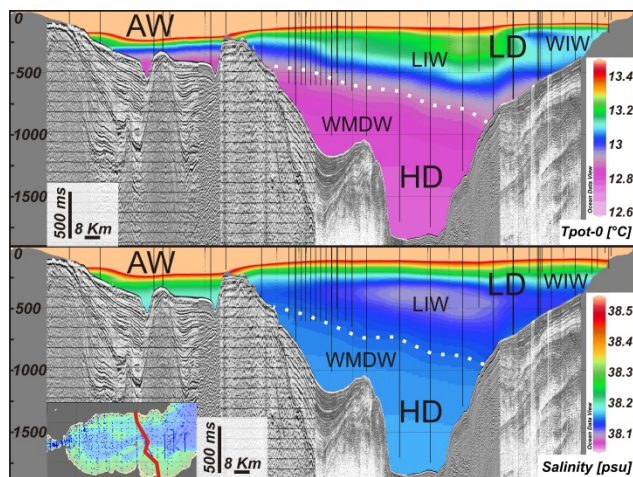 0
-500
-1000
-1500
AW
LIW
LD
WIW
WMDW
HD
500 ms
8 Km
13.4
13.2
13
12.8
12.6
Ocean Data View
Tpot-0 [°C]
0
-500
-1000
-1500
AW
LIW
LD
WIW
WMDW
HD
500 ms
8 Km
38.5
38.4
38.3
38.2
38.1
Ocean Data View
Salinity [psu]